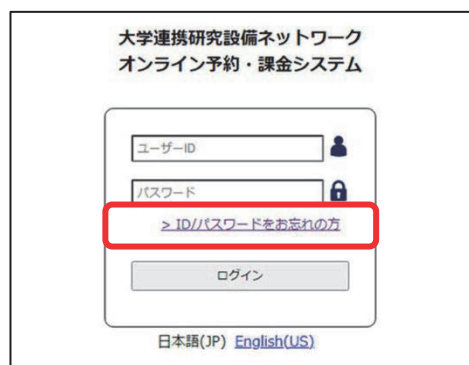 大学連携研究設備ネットワーク
オンライン予約・課金システム
ユーザーID
パスワード
> ID/パスワードをお忘れの方
ログイン
日本語(JP) English(US)